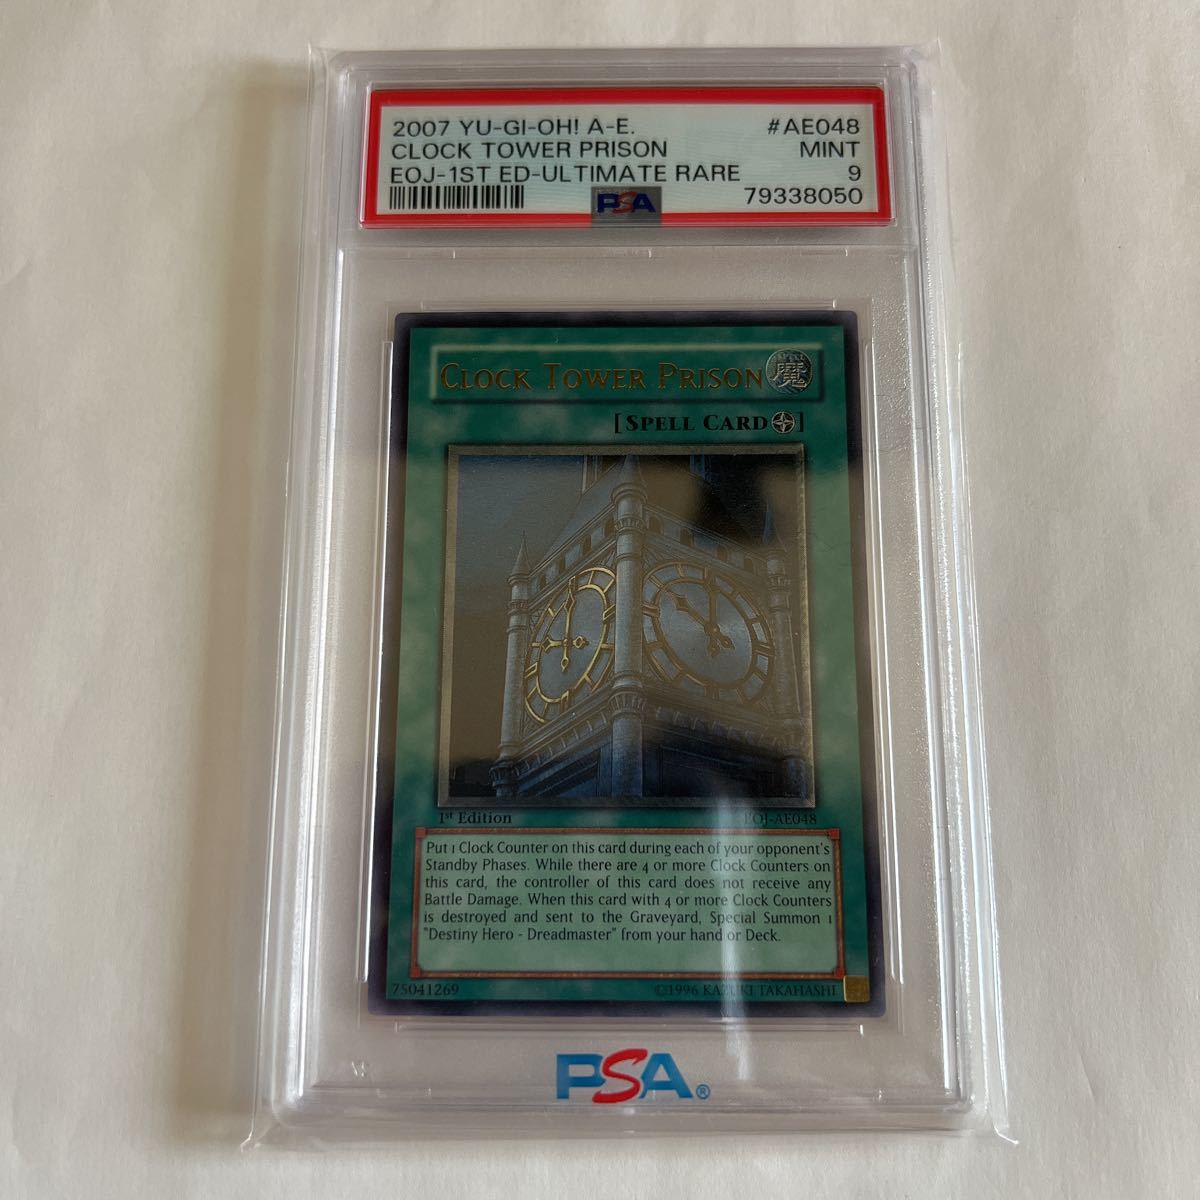 2007 YU-GI-OH! A-E. #AE048
CLOCK TOWER PRISON MINT
EOJ-1ST ED-ULTIMATE RARE 9
PSA 79338050
CLOCK TOWER PRISON
SPELL
魔
[SPELL CARD]
1st Edition EOJ-AE048
Put 1 Clock Counter on this card during each of your opponent's
Standby Phases. While there are 4 or more Clock Counters on
this card, the controller of this card does not receive any
Battle Damage. When this card with 4 or more Clock Counters
is destroyed and sent to the Graveyard, Special Summon 1
"Destiny Hero - Dreadmaster" from your hand or Deck.
75041269 ©1996 KAZUKI TAKAHASHI
PSA®